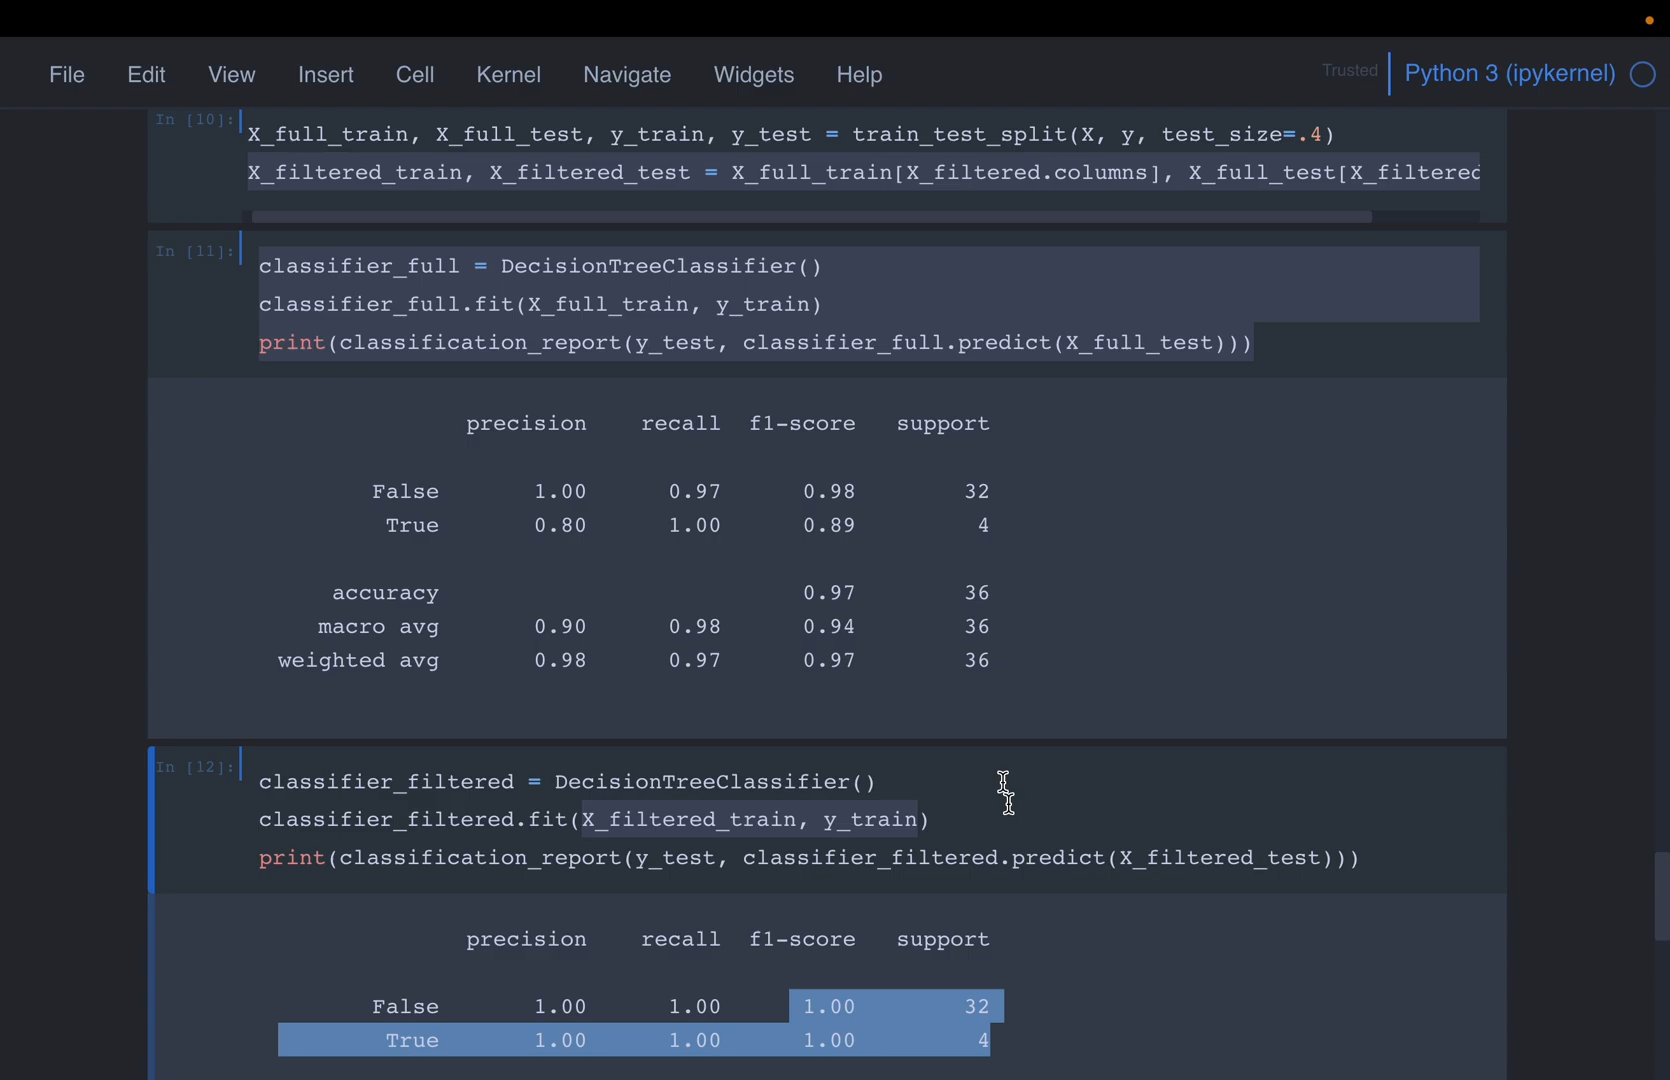 File Edit View Insert Cell Kernel Navigate Widgets Help Trusted Python 3 (ipykernel)
In [10]:
X_full_train, X_full_test, y_train, y_test = train_test_split(X, y, test_size=.4)
X_filtered_train, X_filtered_test = X_full_train[X_filtered.columns], X_full_test[X_filtered
In [11]:
classifier_full = DecisionTreeClassifier()
classifier_full.fit(X_full_train, y_train)
print(classification_report(y_test, classifier_full.predict(X_full_test)))
precision recall f1-score support
False 1.00 0.97 0.98 32
True 0.80 1.00 0.89 4
accuracy 0.97 36
macro avg 0.90 0.98 0.94 36
weighted avg 0.98 0.97 0.97 36
In [12]:
classifier_filtered = DecisionTreeClassifier()
classifier_filtered.fit(X_filtered_train, y_train)
print(classification_report(y_test, classifier_filtered.predict(X_filtered_test)))
precision recall f1-score support
False 1.00 1.00 1.00 32
True 1.00 1.00 1.00 4